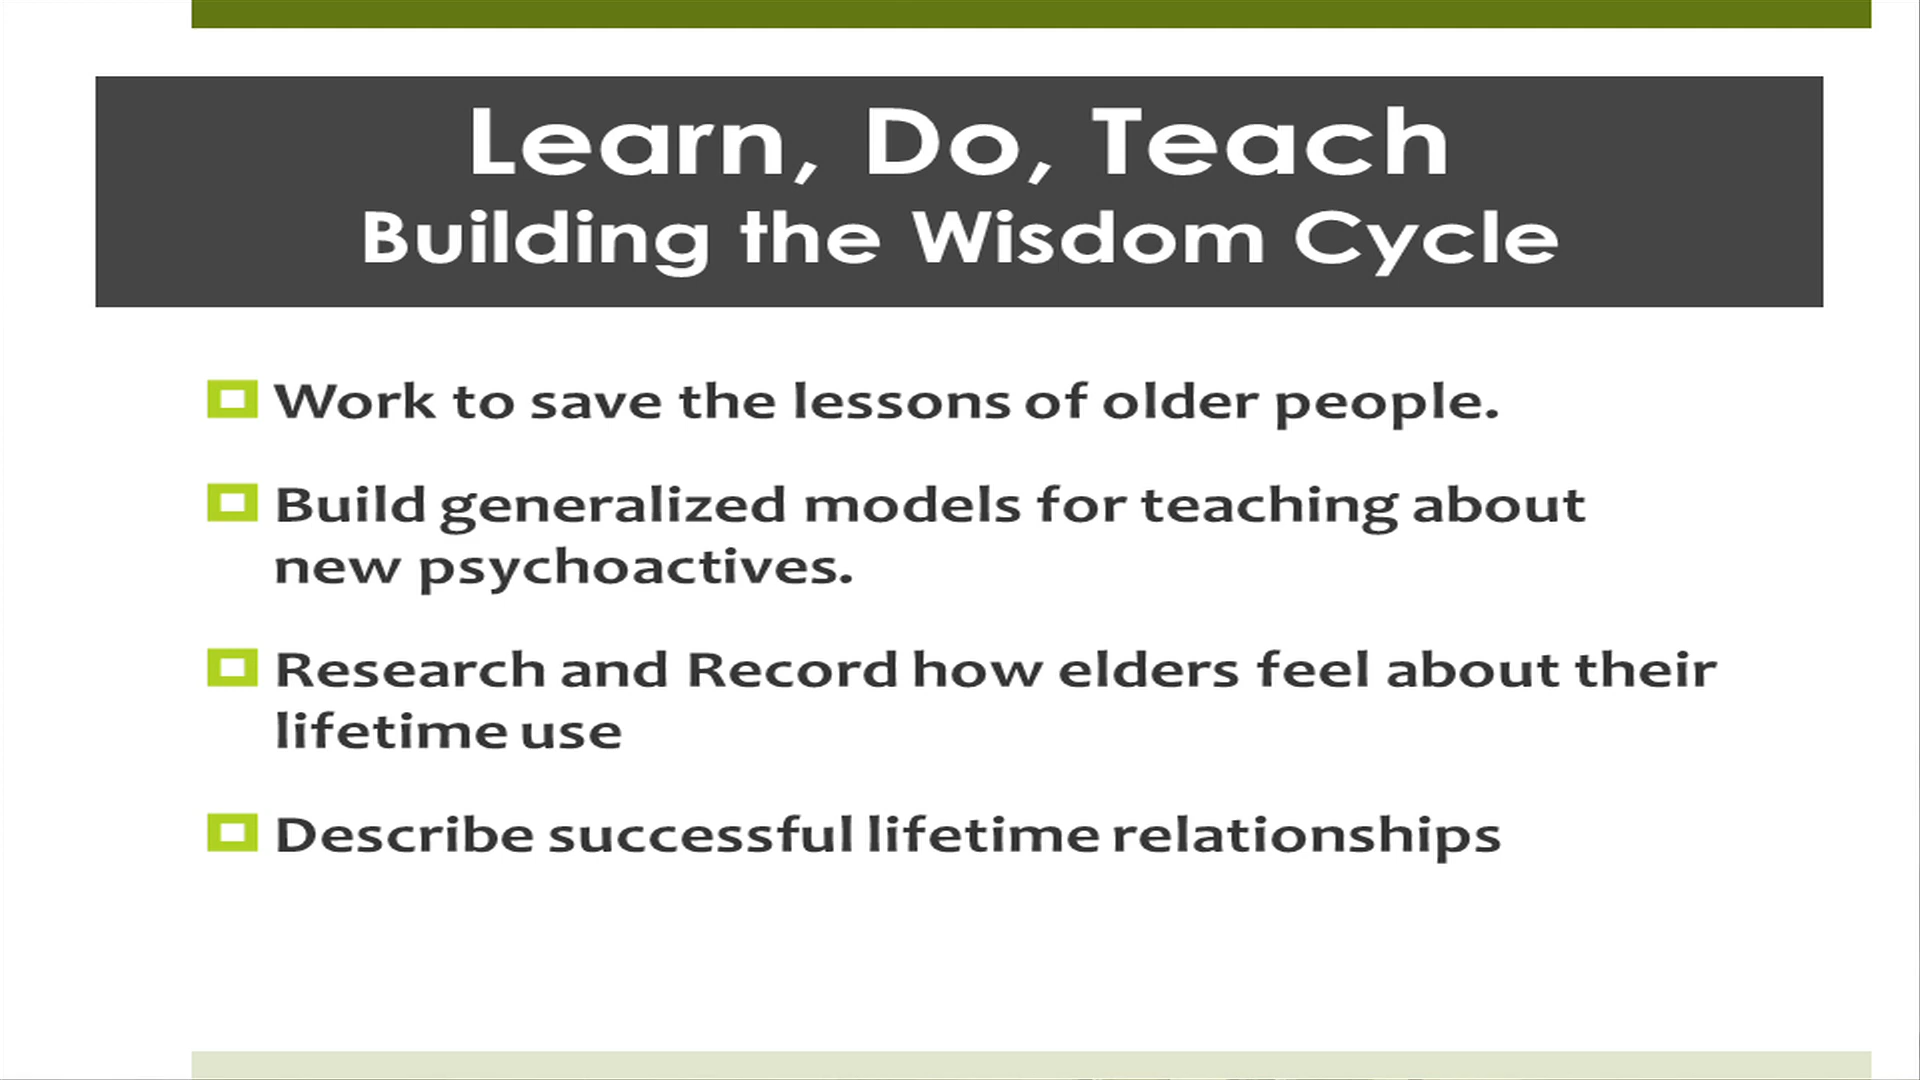 Learn, Do, Teach
Building the Wisdom Cycle
Work to save the lessons of older people.
Build generalized models for teaching about
new psychoactives.
Research and Record how elders feel about their
lifetime use
Describe successful lifetime relationships